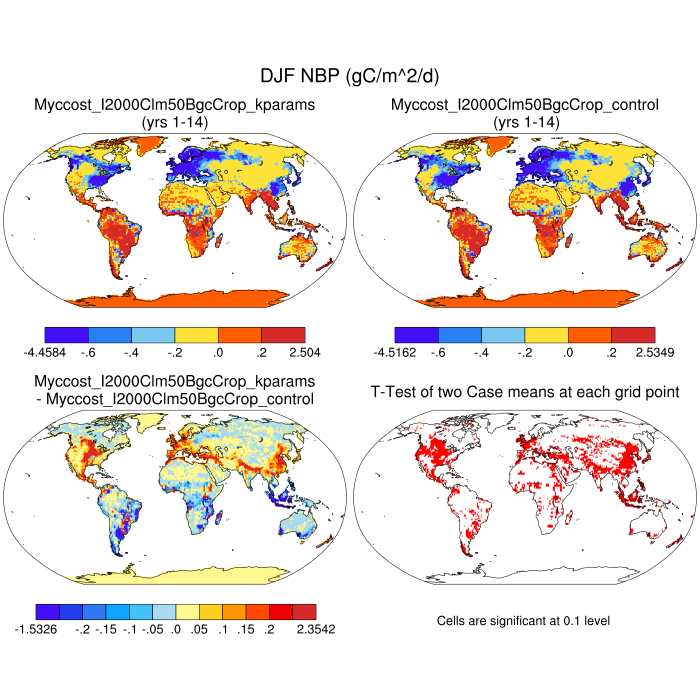 DJF NBP (gC/m^2/d)
Myccost_I2000Clm50BgcCrop_kparams
(yrs 1-14)
Myccost_I2000Clm50BgcCrop_control
(yrs 1-14)
-4.4584 -.6 -.4 -.2 .0 .2 2.504
-4.5162 -.6 -.4 -.2 .0 .2 2.5349
Myccost_I2000Clm50BgcCrop_kparams
- Myccost_I2000Clm50BgcCrop_control
T-Test of two Case means at each grid point
-1.5326 -.2 -.15 -.1 -.05 .0 .05 .1 .15 .2 2.3542
Cells are significant at 0.1 level